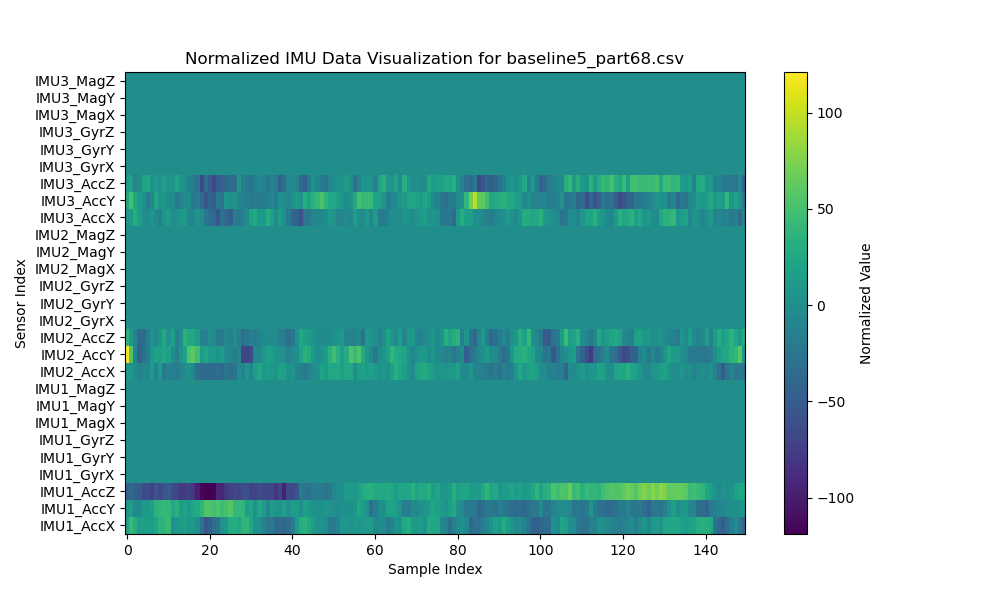 Normalized IMU Data Visualization for baseline5_part68.csv
IMU3_MagZ
IMU3_MagY
IMU3_MagX
IMU3_GyrZ
IMU3_GyrY
IMU3_GyrX
IMU3_AccZ
IMU3_AccY
IMU3_AccX
IMU2_MagZ
IMU2_MagY
IMU2_MagX
IMU2_GyrZ
IMU2_GyrY
IMU2_GyrX
IMU2_AccZ
IMU2_AccY
IMU2_AccX
IMU1_MagZ
IMU1_MagY
IMU1_MagX
IMU1_GyrZ
IMU1_GyrY
IMU1_GyrX
IMU1_AccZ
IMU1_AccY
IMU1_AccX
Sensor Index
0 20 40 60 80 100 120 140
Sample Index
100
50
0
−50
−100
Normalized Value